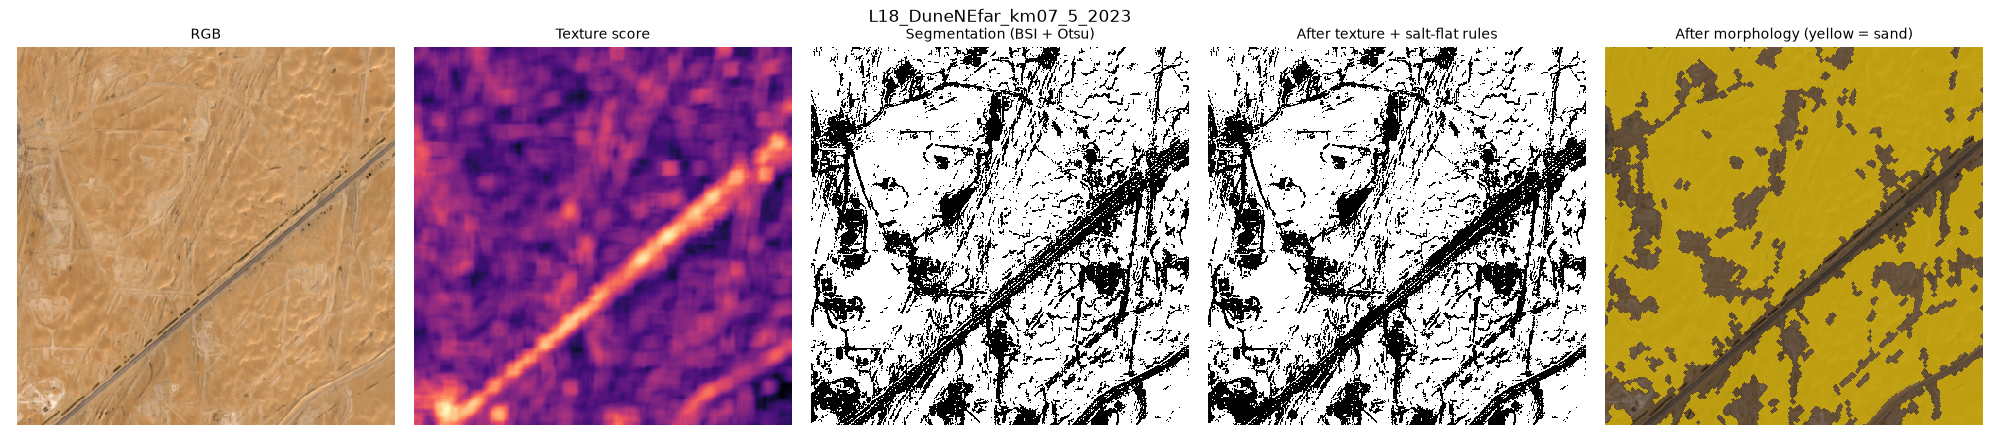 L18_DuneNEfar_km07_5_2023
RGB
Texture score
Segmentation (BSI + Otsu)
After texture + salt-flat rules
After morphology (yellow = sand)